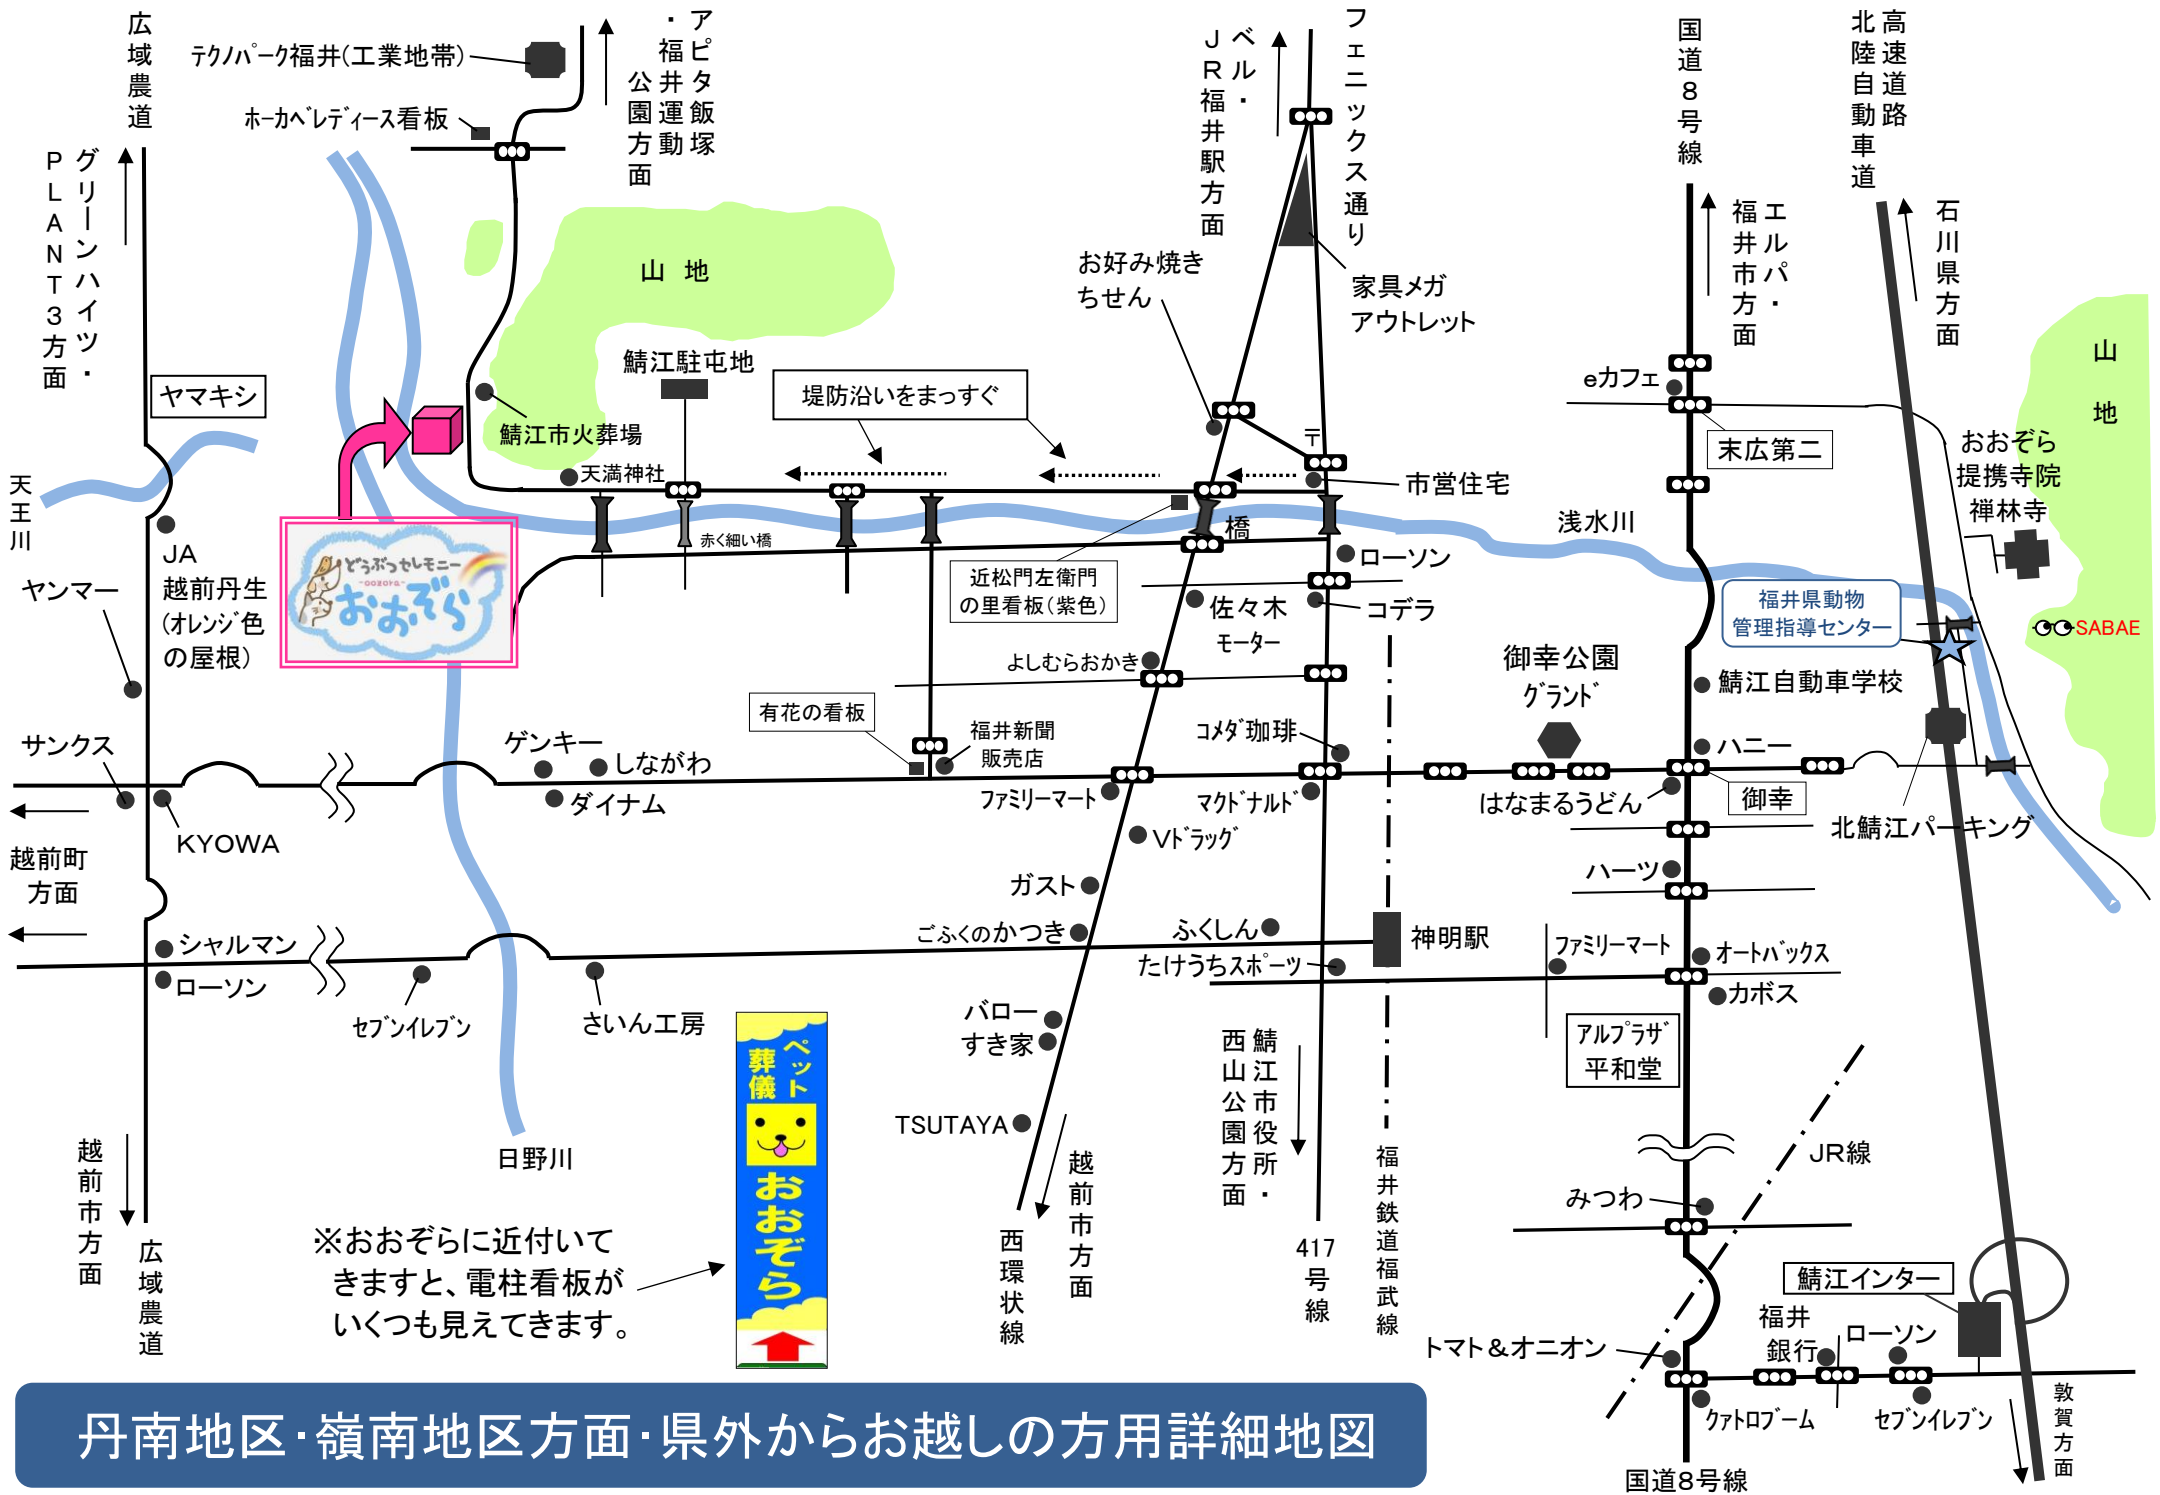 広域農道
テクノパーク福井(工業地帯)
ホーカベレディース看板
アピタ飯塚
・福井運動
公園方面
ベル・
JR福井駅方面
フェニックス通り
国道8号線
高速道路
北陸自動車道
グリーンハイツ・
PLANT3方面
エルパ・
福井市方面
石川県方面
山 地
お好み焼き
ちせん
家具メガ
アウトレット
山
地
ヤマキシ
鯖江駐屯地
堤防沿いをまっすぐ
eカフェ
末広第二
鯖江市火葬場
天満神社
〒
市営住宅
おおぞら
提携寺院
禅林寺
天王川
赤く細い橋
橋
浅水川
JA
越前丹生
(オレンジ色
の屋根)
ヤンマー
どうぶつセレモニー
-oozora-
おおぞら
近松門左衛門
の里看板(紫色)
ローソン
佐々木
モーター
コデラ
福井県動物
管理指導センター
SABAE
よしむらおかき
御幸公園
グランド
鯖江自動車学校
有花の看板
福井新聞
販売店
コメダ珈琲
サンクス
ゲンキー
しながわ
ハニー
ダイナム
ファミリーマート
マクドナルド
はなまるうどん
御幸
KYOWA
Vドラッグ
北鯖江パーキング
越前町
方面
ガスト
ハーツ
シャルマン
ごふくのかつき
ふくしん
神明駅
ファミリーマート
オートバックス
ローソン
たけうちスポーツ
カボス
セブンイレブン
さいん工房
バロー
すき家
アルプラザ
平和堂
ペット
葬儀
おおぞら
鯖江市役所・
西山公園方面
TSUTAYA
越前市方面
日野川
越前市方面
福井鉄道福武線
JR線
みつわ
広域農道
※おおぞらに近付いて
きますと、電柱看板が
いくつも見えてきます。
西環状線
417
号
線
鯖江インター
福井
銀行
ローソン
トマト&オニオン
クァトロブーム
セブンイレブン
敦賀方面
国道8号線
丹南地区・嶺南地区方面・県外からお越しの方用詳細地図